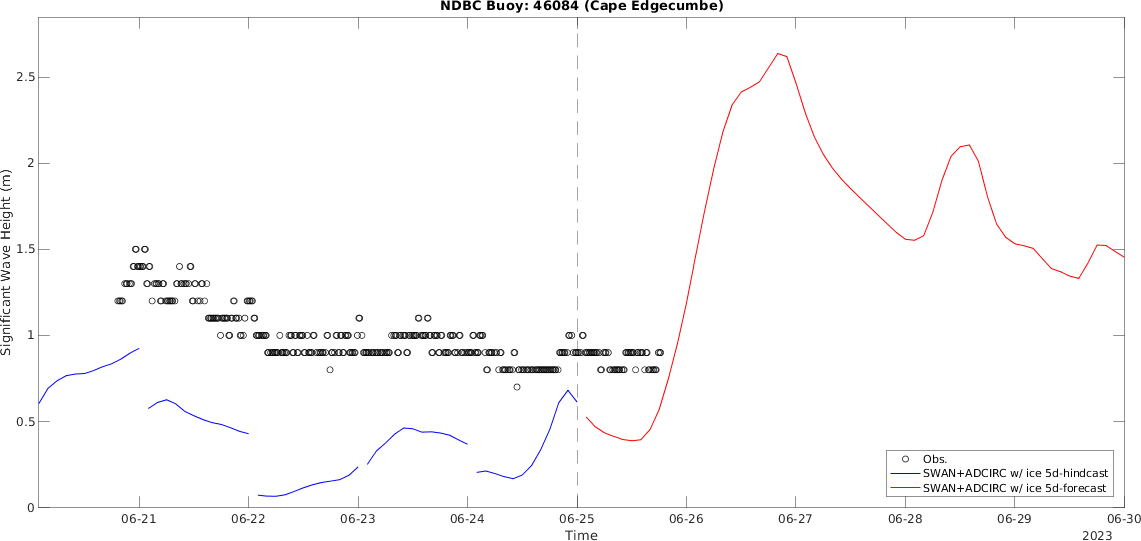 NDBC Buoy: 46084 (Cape Edgecumbe)
Significant Wave Height (m)
2.5
2
1.5
1
0.5
0
Obs.
SWAN+ADCIRC w/ ice 5d-hindcast
SWAN+ADCIRC w/ ice 5d-forecast
06-21 06-22 06-23 06-24 06-25 06-26 06-27 06-28 06-29 06-30
Time
2023